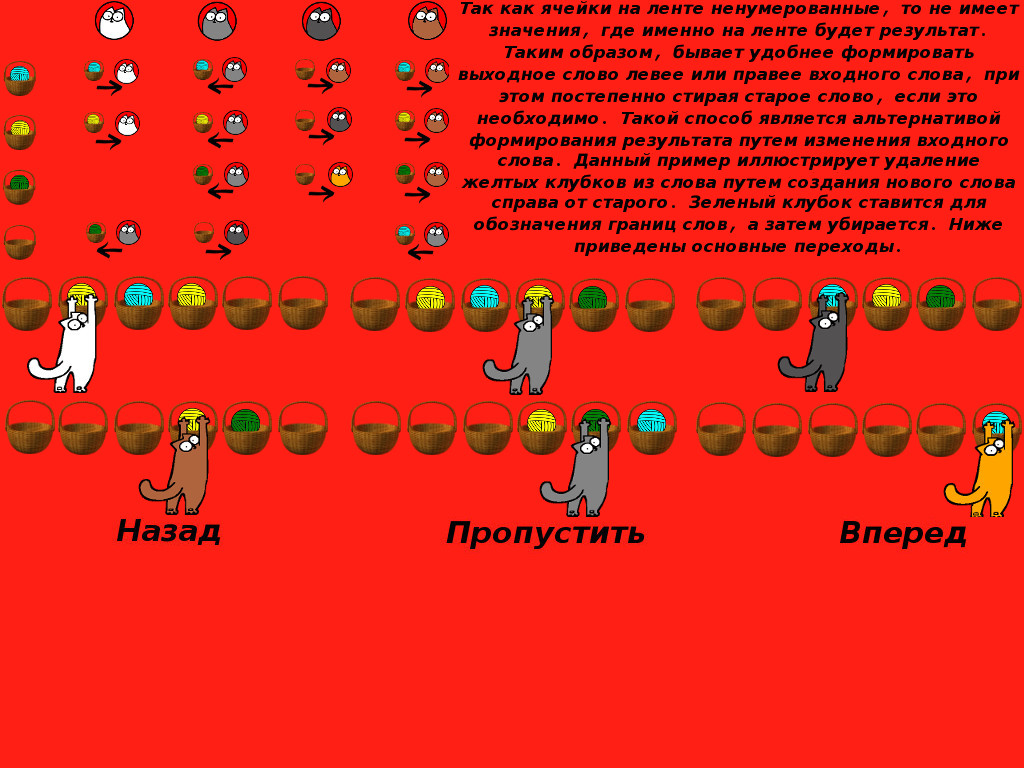 Так как ячейки на ленте ненумерованные, то не имеет
значения, где именно на ленте будет результат.
Таким образом, бывает удобнее формировать
выходное слово левее или правее входного слова, при
этом постепенно стирая старое слово, если это
необходимо. Такой способ является альтернативой
формирования результата путем изменения входного
слова. Данный пример иллюстрирует удаление
желтых клубков из слова путем создания нового слова
справа от старого. Зеленый клубок ставится для
обозначения границ слов, а затем убирается. Ниже
приведены основные переходы.
Назад
Пропустить
Вперед